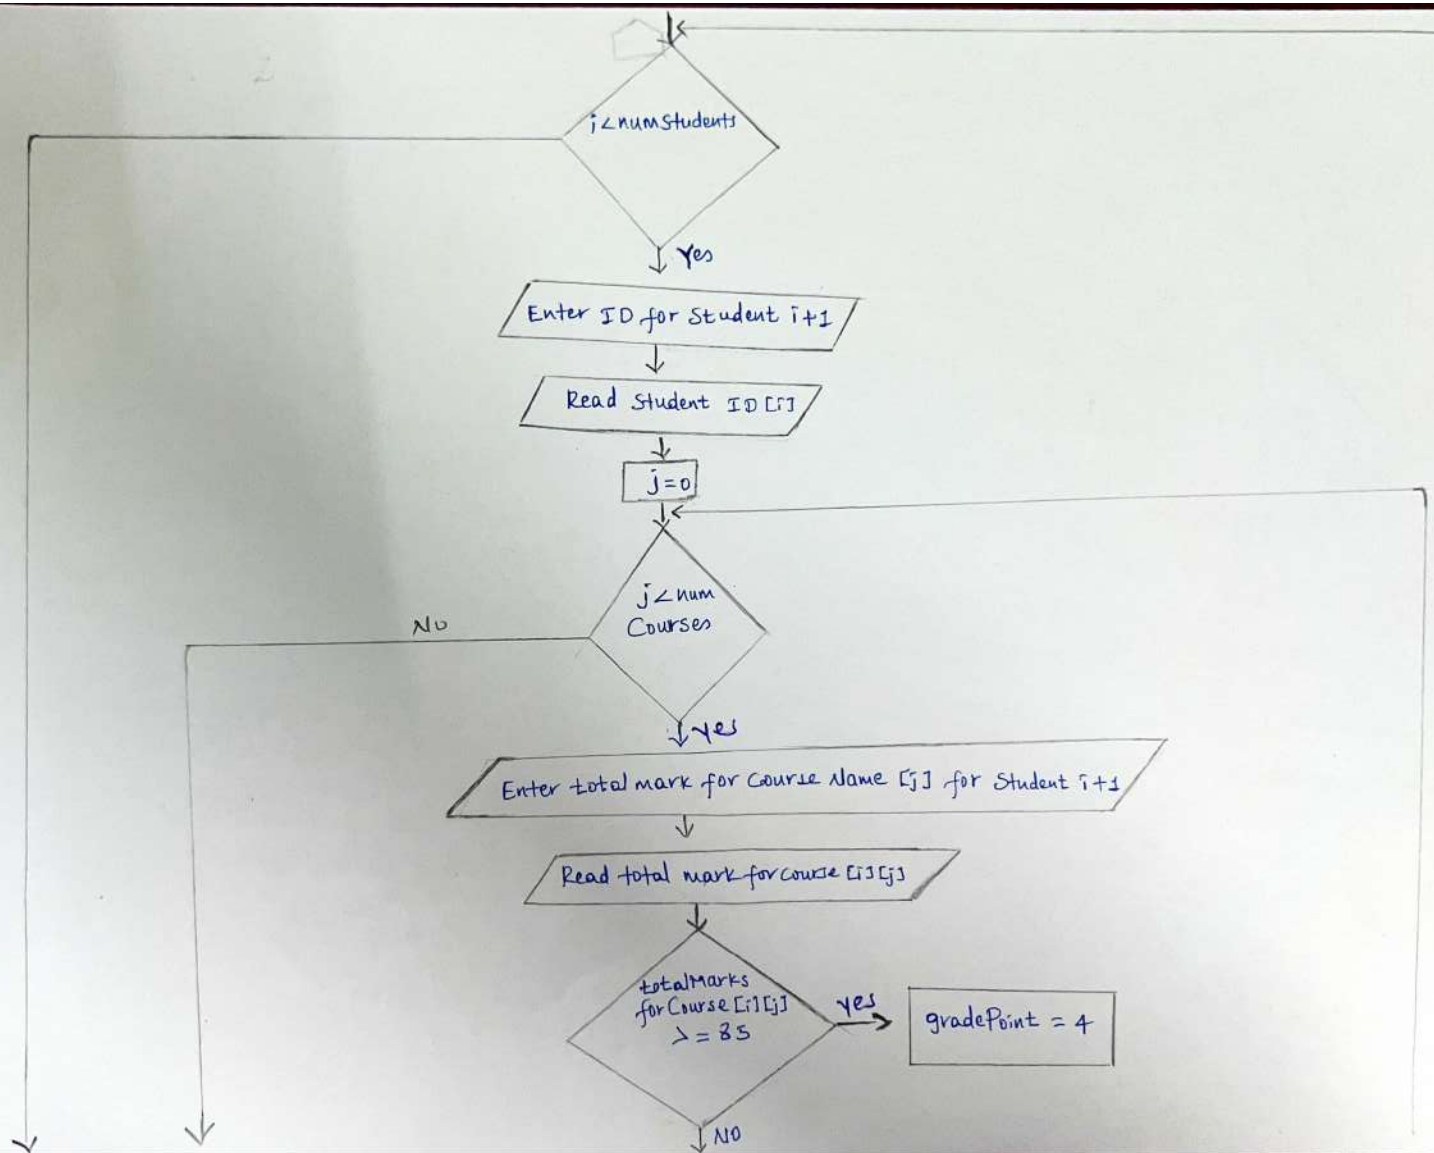 i<numStudents
Yes
Enter ID for Student i+1
Read Student ID[i]
j=0
j<num
Courses
No
yes
Enter total mark for Course Name [j] for Student i+1
Read total mark for course [i][j]
totalMarks
for Course[i][j]
>= 85
yes
gradePoint = 4
NO